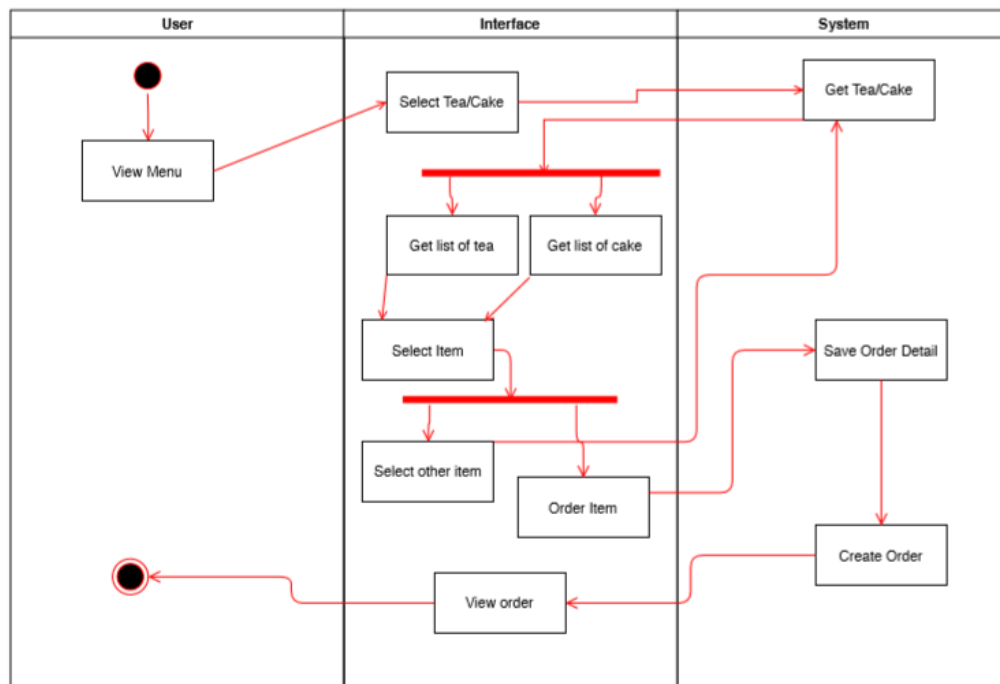 User
Interface
System
Select Tea/Cake
Get Tea/Cake
View Menu
Get list of tea
Get list of cake
Select Item
Save Order Detail
Select other item
Order Item
Create Order
View order